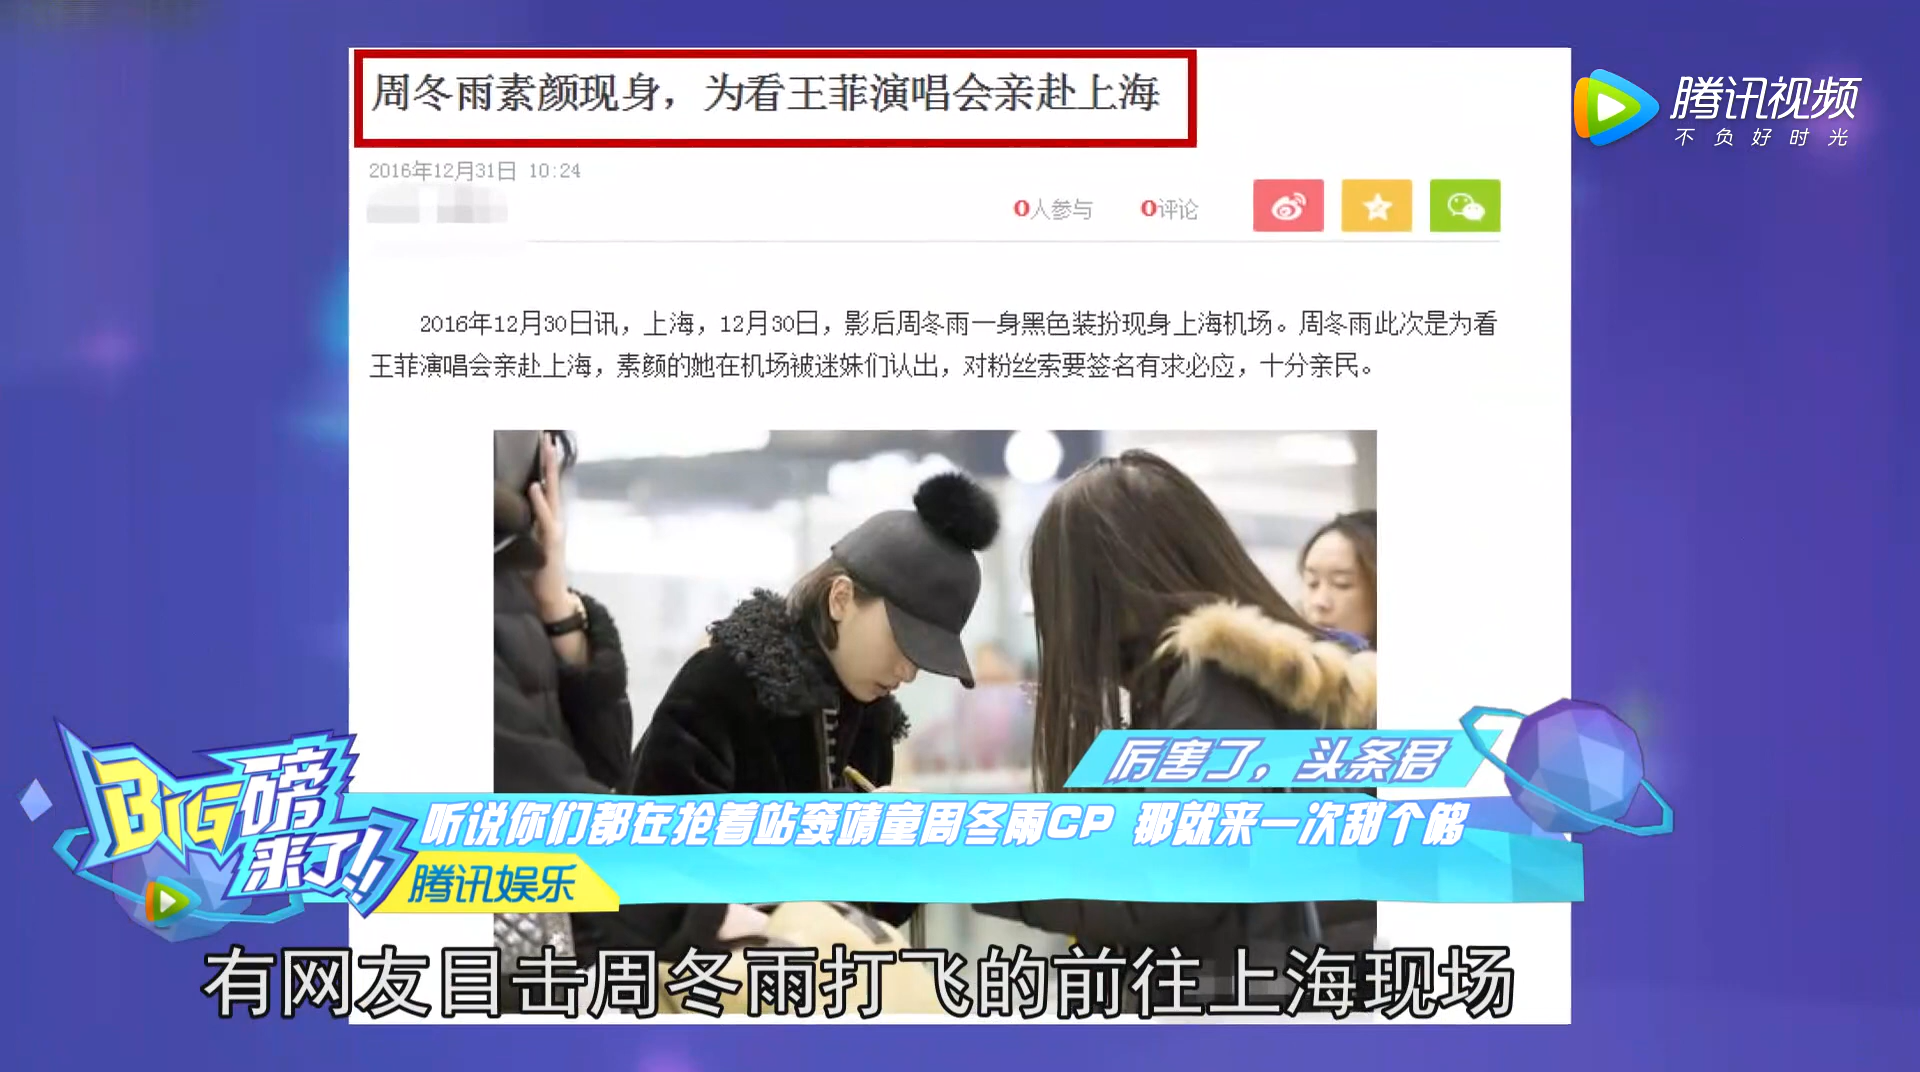 周冬雨素颜现身，为看王菲演唱会亲赴上海
腾讯视频
不负好时光
2016年12月31日 10:24
0人参与 0评论
2016年12月30日讯，上海，12月30日，影后周冬雨一身黑色装扮现身上海机场。周冬雨此次是为看
王菲演唱会亲赴上海，素颜的她在机场被迷妹们认出，对粉丝索要签名有求必应，十分亲民。
厉害了，头条君
BIG磅
来了!!
听说你们都在抢着站窦靖童周冬雨CP 那就来一次甜个够
腾讯娱乐
有网友目击周冬雨打飞的前往上海现场